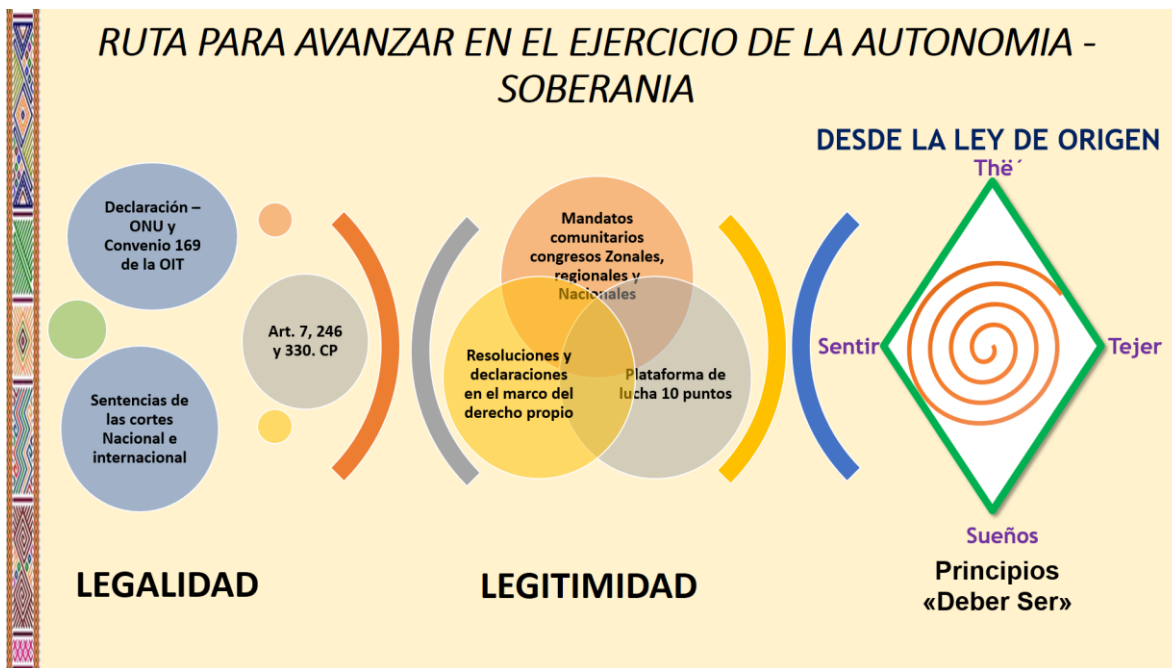 RUTA PARA AVANZAR EN EL EJERCICIO DE LA AUTONOMIA -
SOBERANIA
Declaración –
ONU y
Convenio 169
de la OIT
Sentencias de
las cortes
Nacional e
internacional
Art. 7, 246
y 330. CP
LEGALIDAD
Mandatos
comunitarios
congresos Zonales,
regionales y
Nacionales
Resoluciones y
declaraciones
en el marco del
derecho propio
Plataforma de
lucha 10 puntos
LEGITIMIDAD
DESDE LA LEY DE ORIGEN
Thë´
Sentir
Tejer
Sueños
Principios
«Deber Ser»